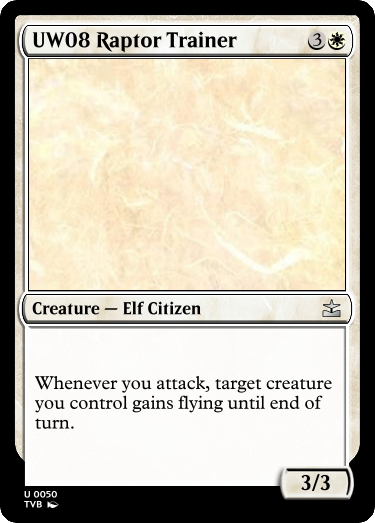 UW08 Raptor Trainer 3
Creature — Elf Citizen
Whenever you attack, target creature
you control gains flying until end of
turn.
3/3
U 0050
TVB